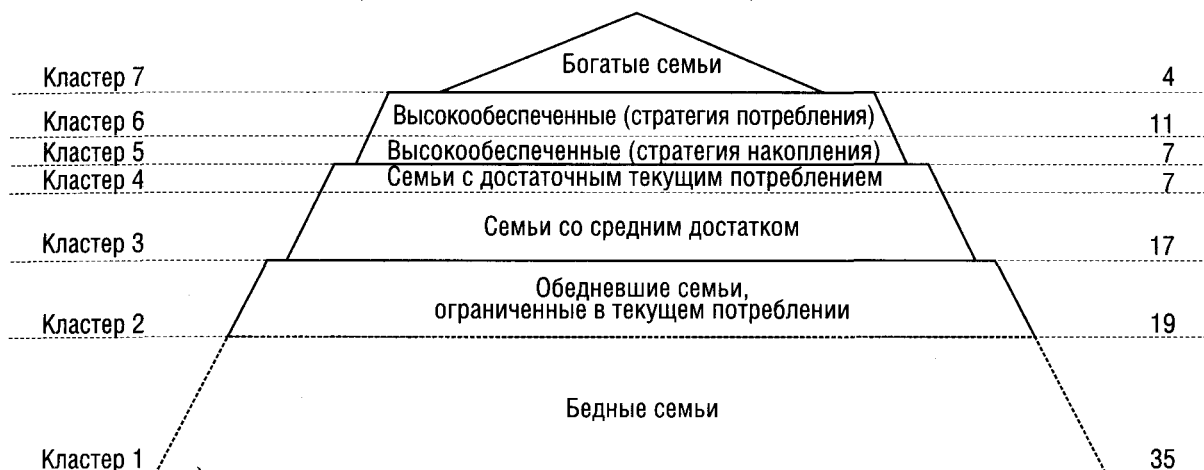 Богатые семьи
Кластер 7 4
Высокообеспеченные (стратегия потребления)
Кластер 6 11
Кластер 5 Высокообеспеченные (стратегия накопления) 7
Кластер 4 Семьи с достаточным текущим потреблением 7
Семьи со средним достатком
Кластер 3 17
Обедневшие семьи,
ограниченные в текущем потреблении
Кластер 2 19
Бедные семьи
Кластер 1 35